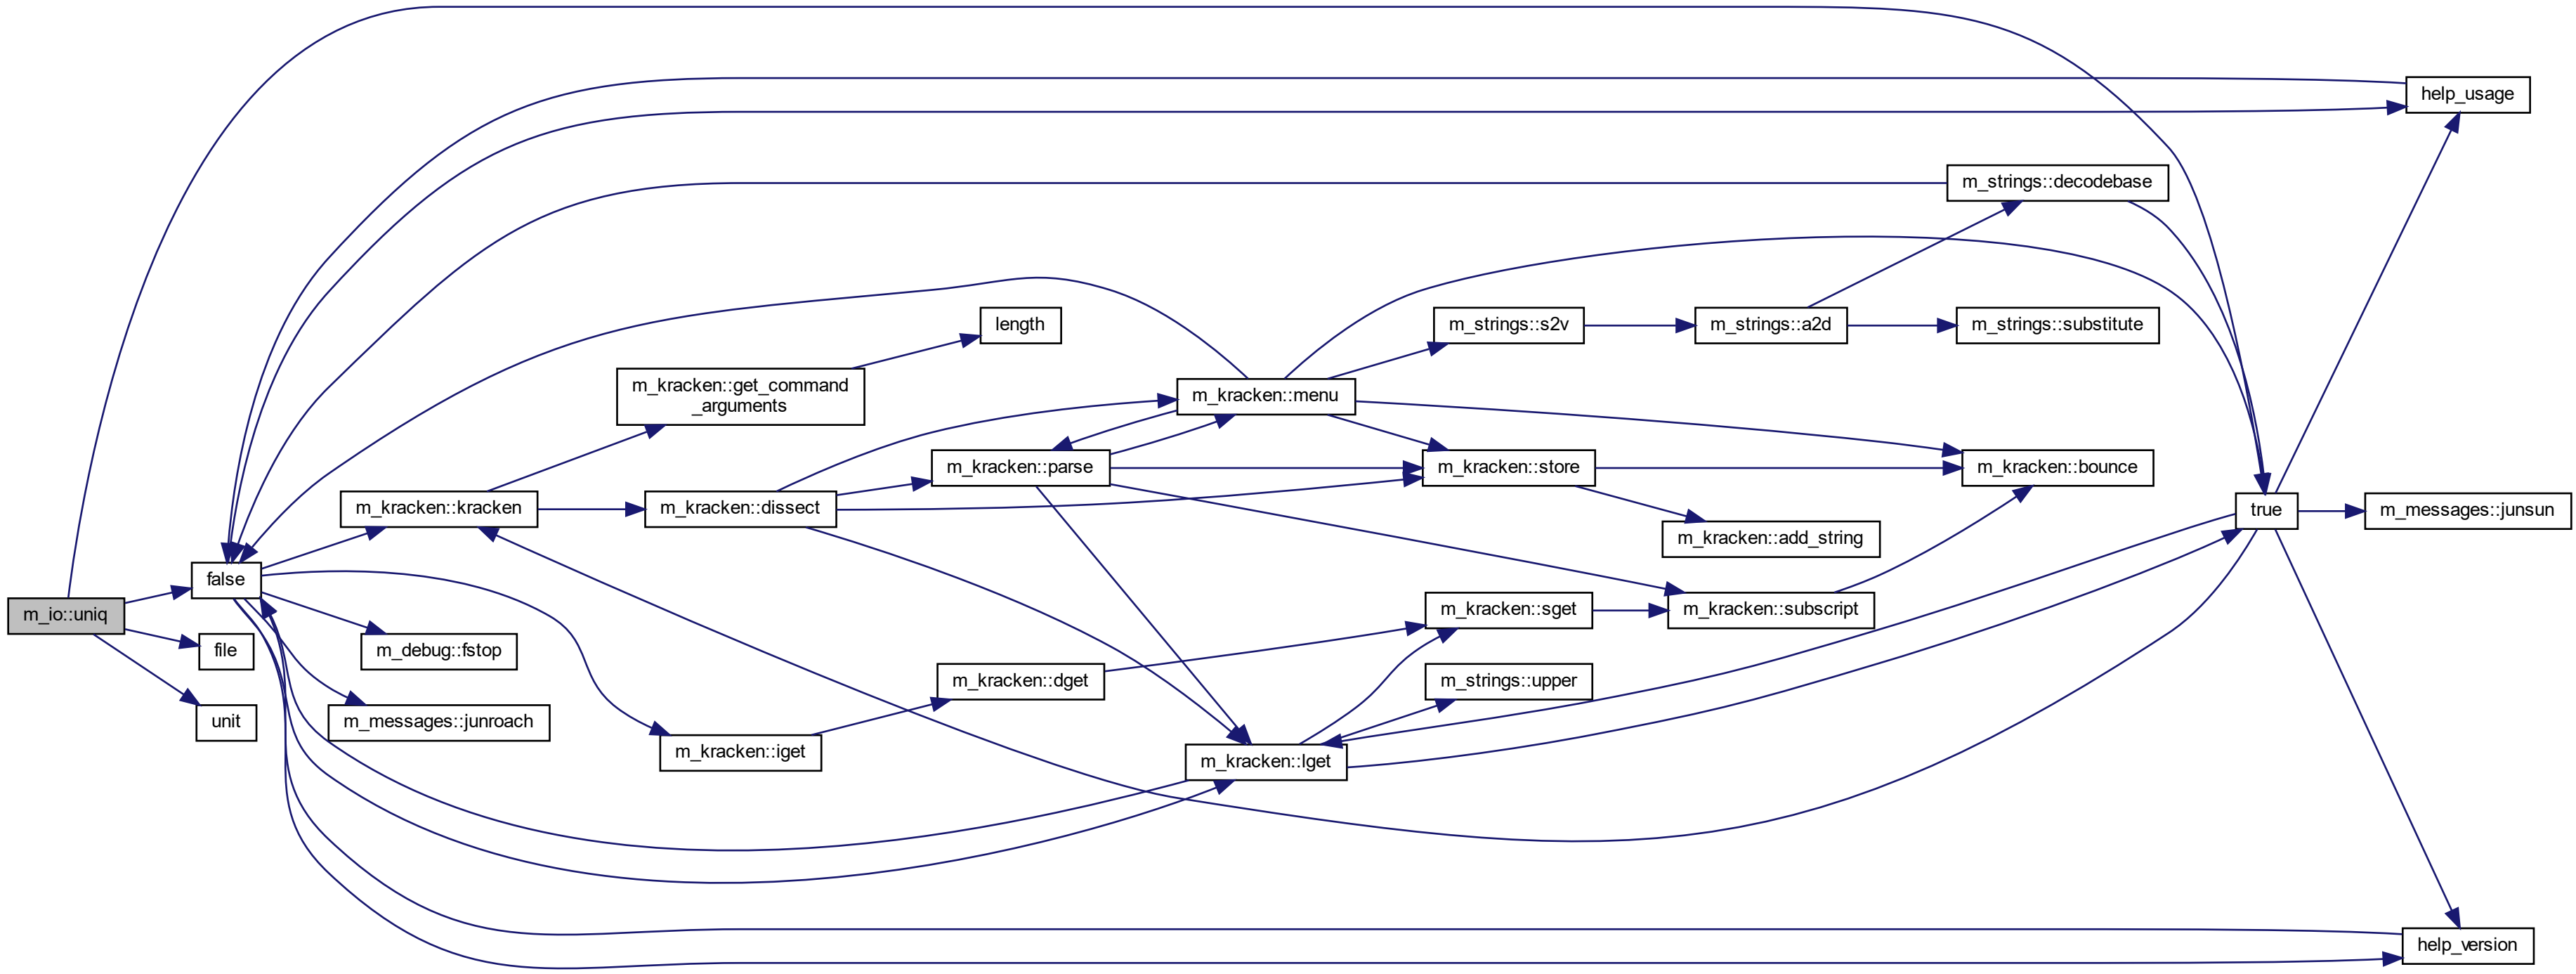 help_usage
m_strings::decodebase
length
m_strings::s2v
m_strings::a2d
m_strings::substitute
m_kracken::get_command
_arguments
m_kracken::menu
m_kracken::parse
m_kracken::store
m_kracken::bounce
m_kracken::kracken
m_kracken::dissect
true
m_messages::junsun
m_kracken::add_string
false
m_io::uniq
m_kracken::sget
m_kracken::subscript
file
m_debug::fstop
m_kracken::dget
m_strings::upper
unit
m_messages::junroach
m_kracken::iget
m_kracken::lget
help_version